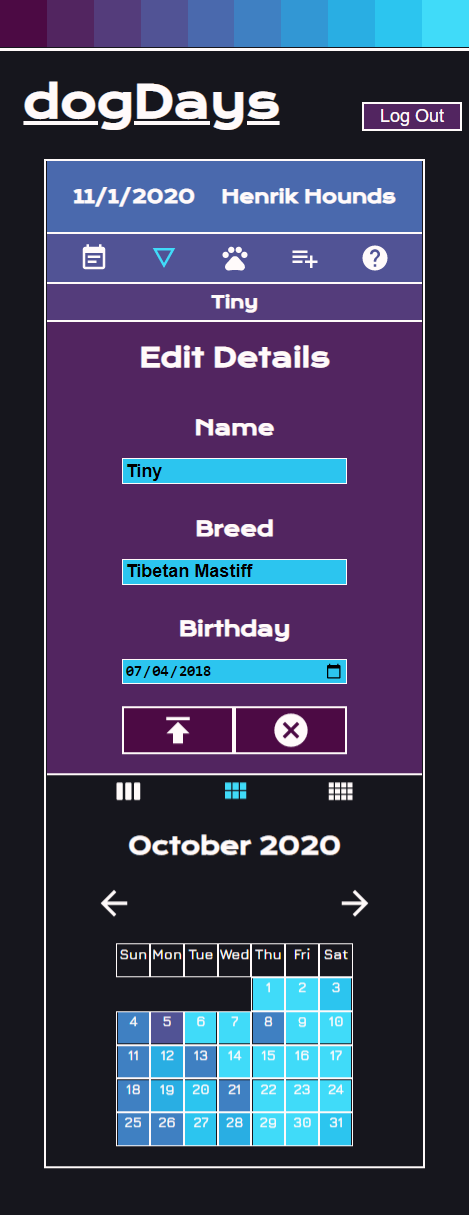 dogDays
Log Out
11/1/2020 Henrik Hounds
Tiny
Edit Details
Name
Tiny
Breed
Tibetan Mastiff
Birthday
07/04/2018
October 2020
Sun Mon Tue Wed Thu Fri Sat
1 2 3
4 5 6 7 8 9 10
11 12 13 14 15 16 17
18 19 20 21 22 23 24
25 26 27 28 29 30 31